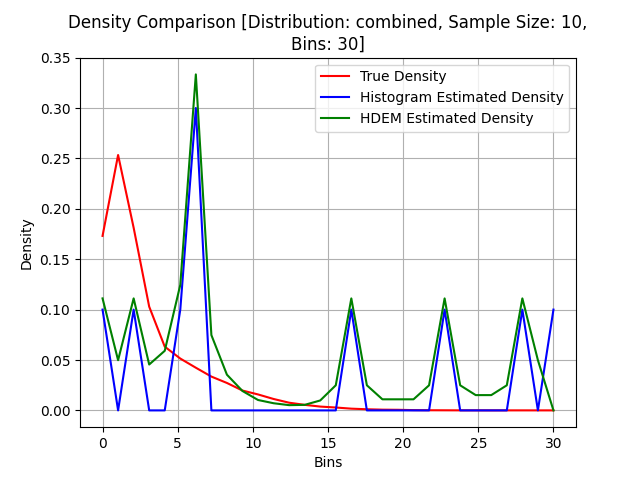 Density Comparison [Distribution: combined, Sample Size: 10,
Bins: 30]
True Density
Histogram Estimated Density
HDEM Estimated Density
Density
0.35
0.30
0.25
0.20
0.15
0.10
0.05
0.00
0 5 10 15 20 25 30
Bins